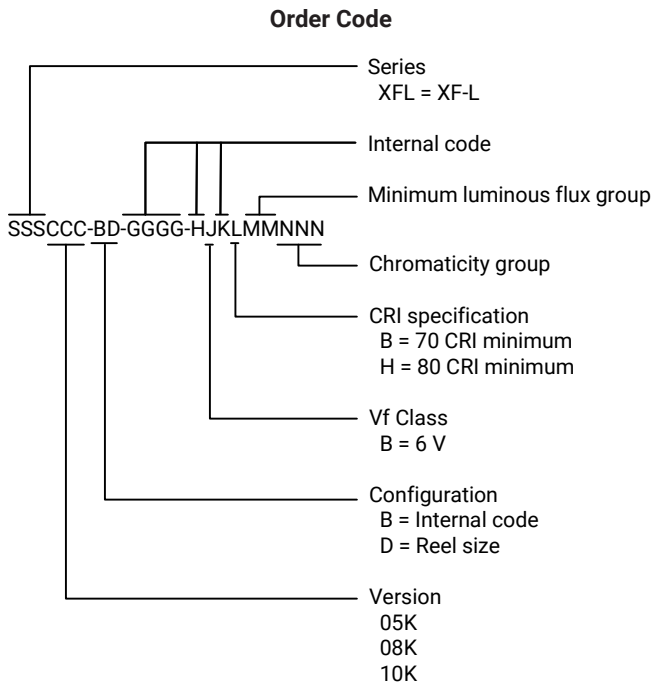 Order Code
Series
XFL = XF-L
Internal code
Minimum luminous flux group
SSSCCC-BD-GGGG-HJKLMMNNN
Chromaticity group
CRI specification
B = 70 CRI minimum
H = 80 CRI minimum
Vf Class
B = 6 V
Configuration
B = Internal code
D = Reel size
Version
05K
08K
10K